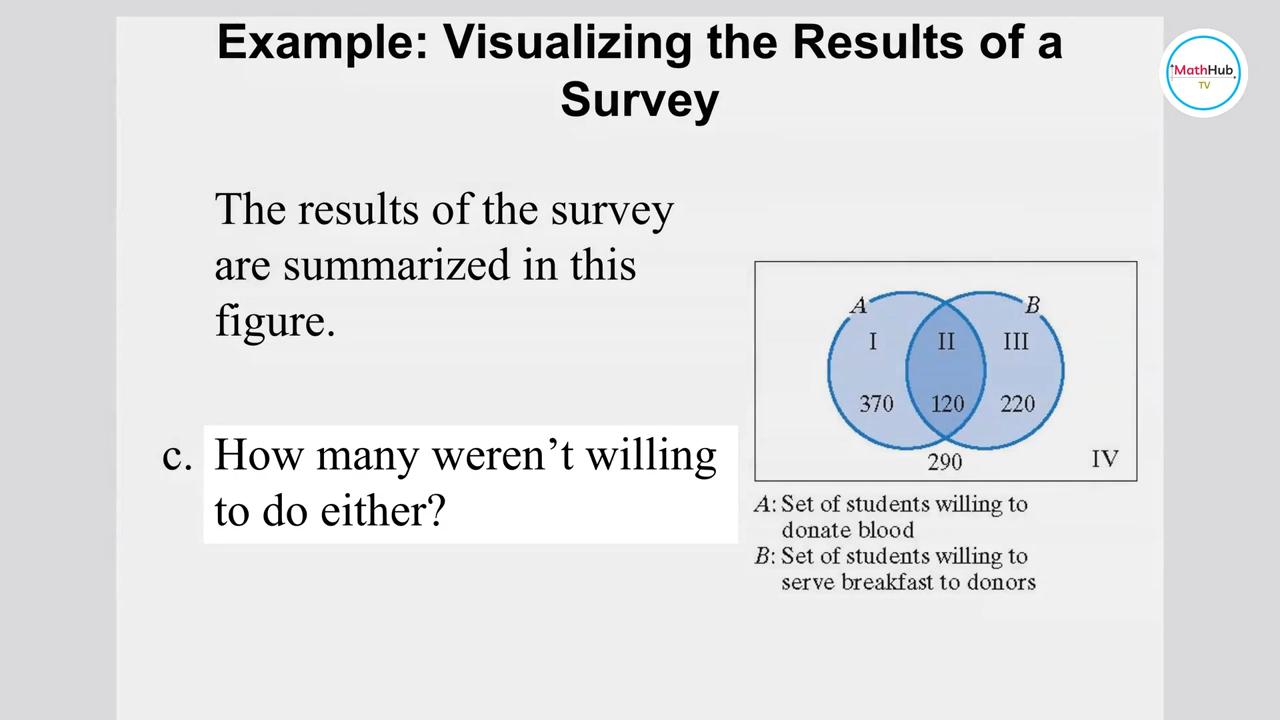 Example: Visualizing the Results of a
Survey
MathHub
TV
The results of the survey
are summarized in this
figure.
c. How many weren’t willing
to do either?
A
B
I
II
III
370
120
220
290
IV
A: Set of students willing to
donate blood
B: Set of students willing to
serve breakfast to donors